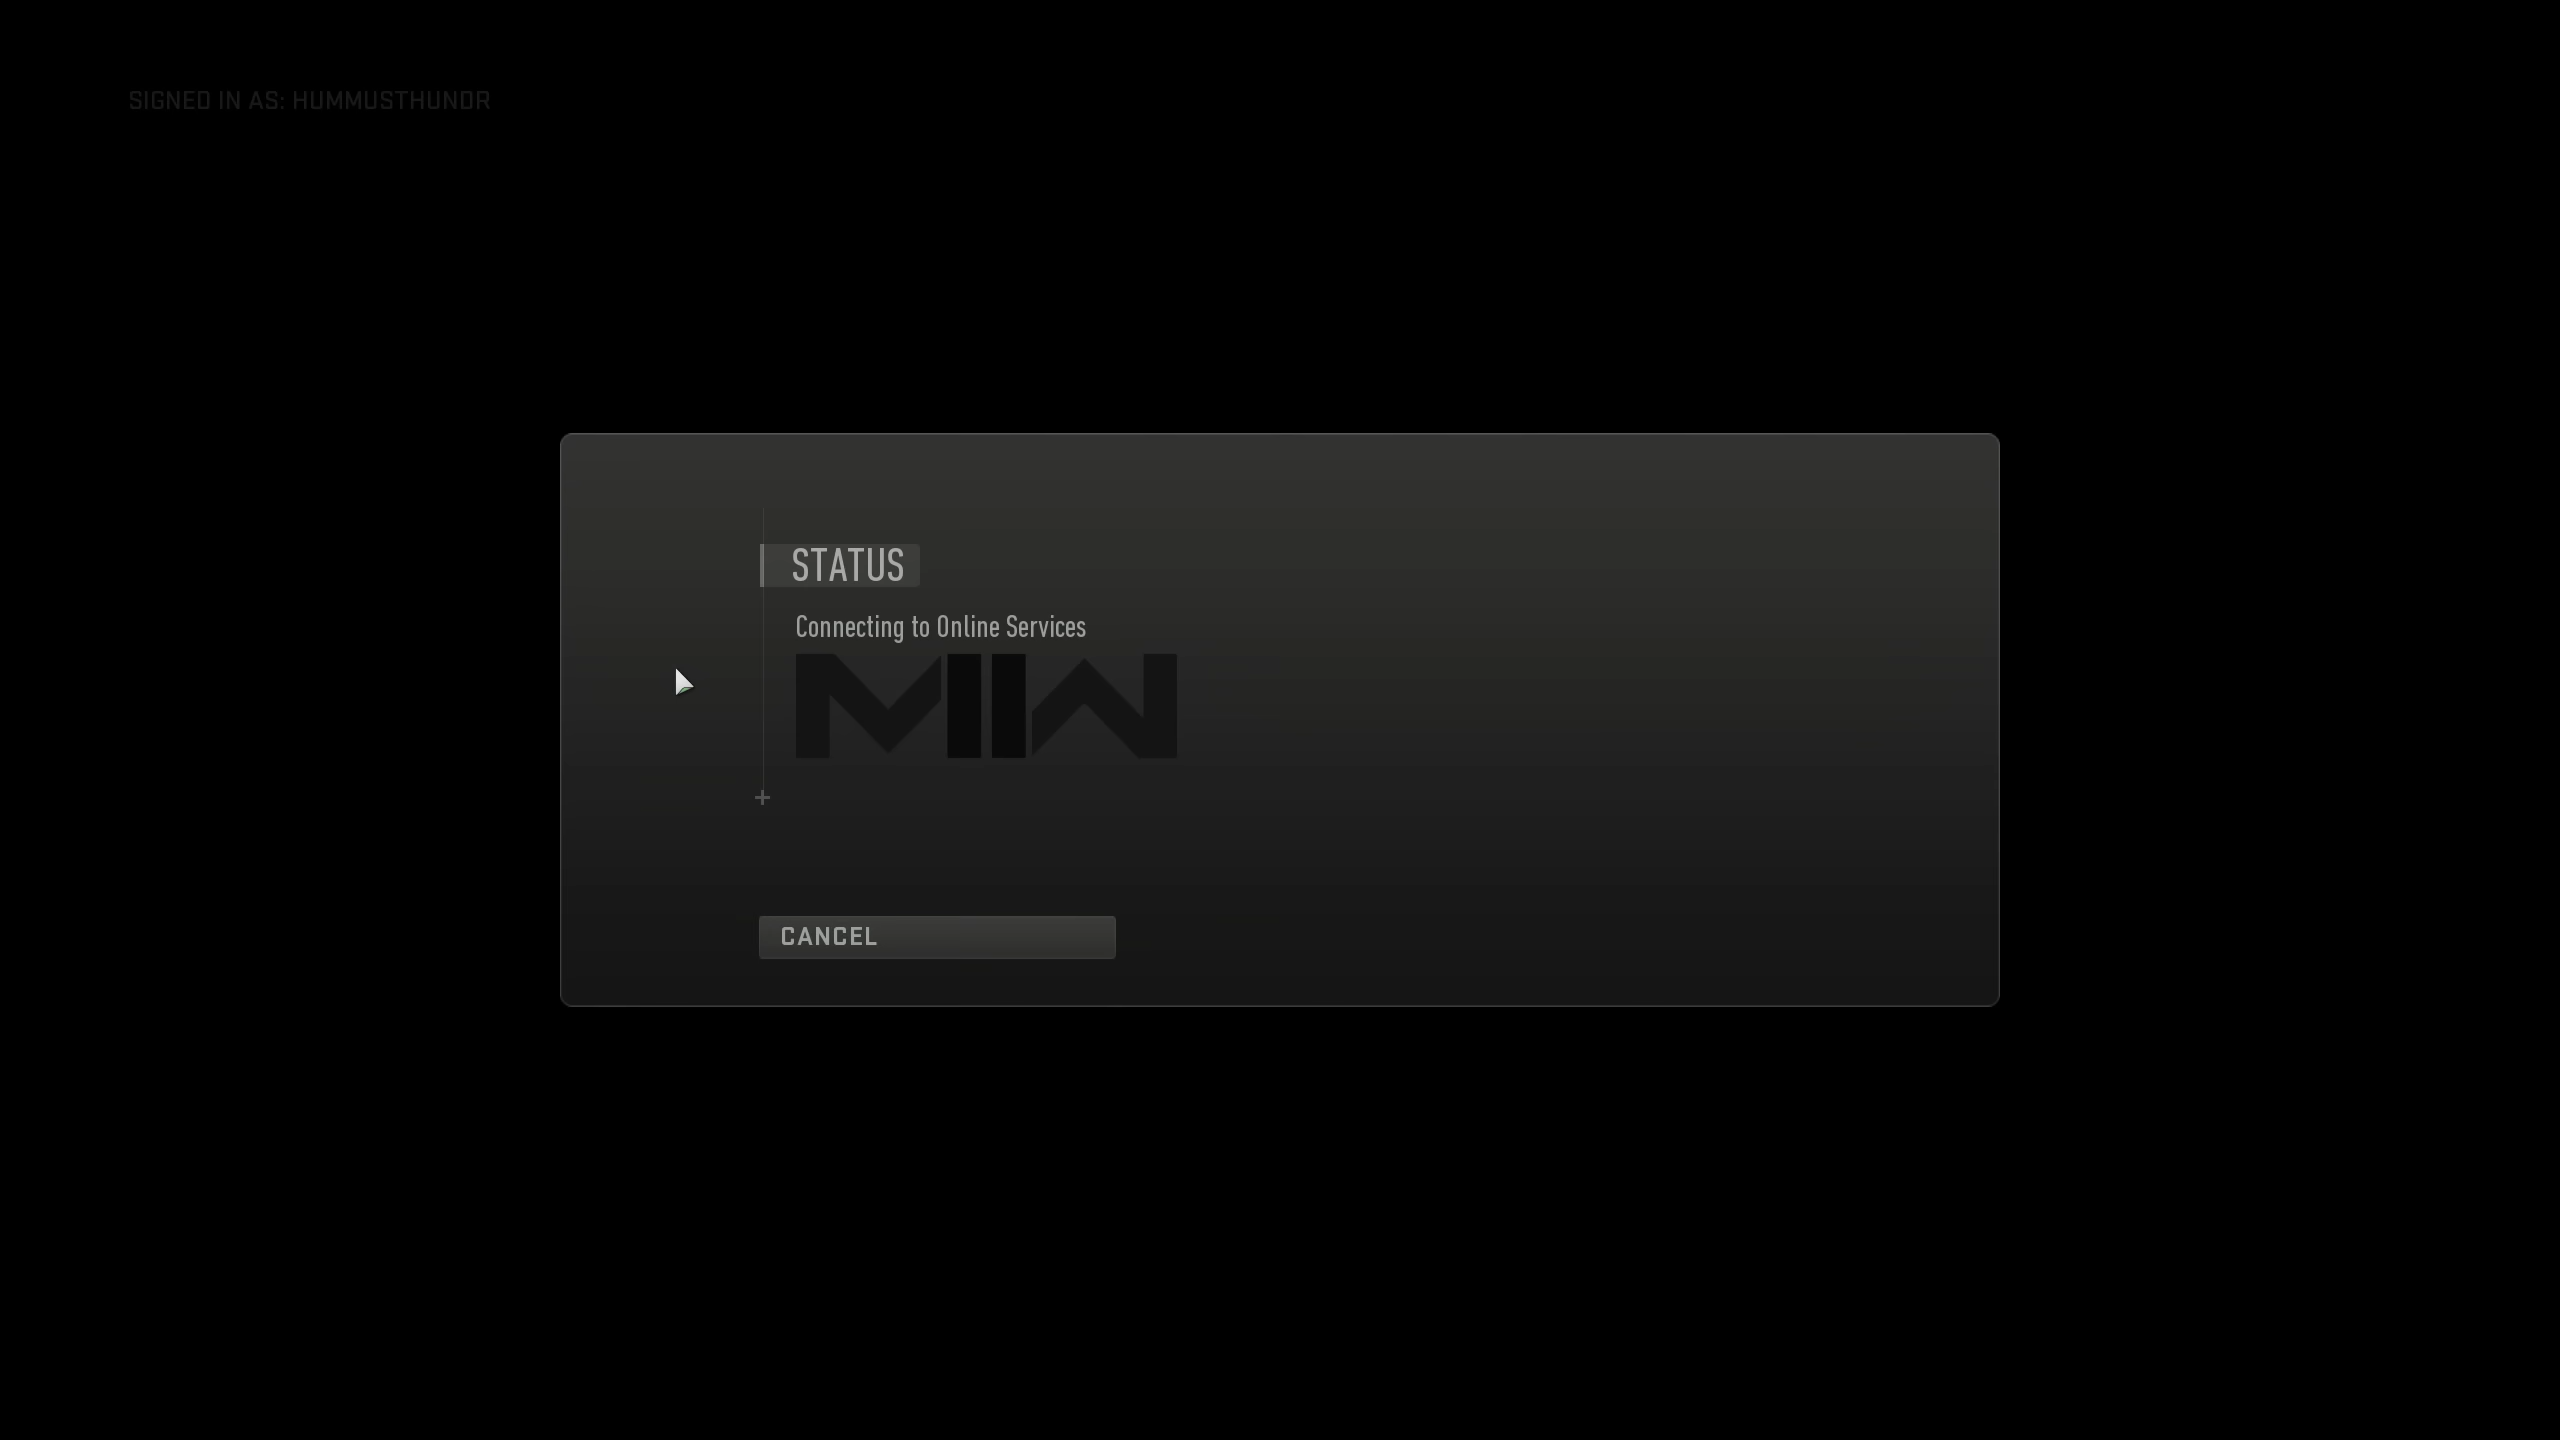 SIGNED IN AS: HUMMUSTHUNDR
STATUS
Connecting to Online Services
MIIW
CANCEL